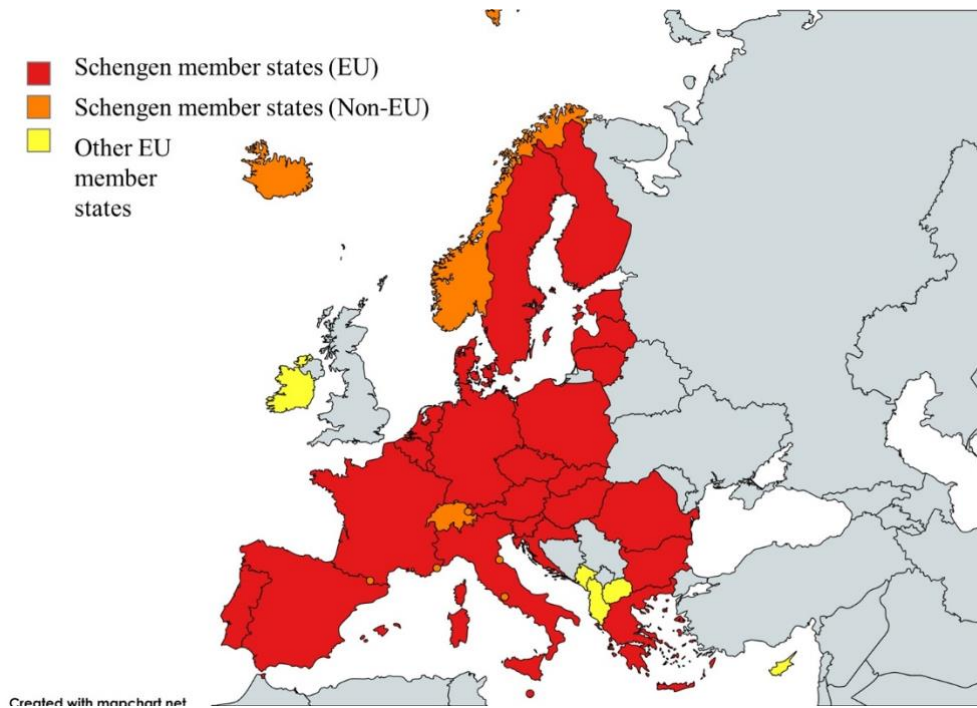 Schengen member states (EU)
Schengen member states (Non-EU)
Other EU
member
states
Created with mapchart.net